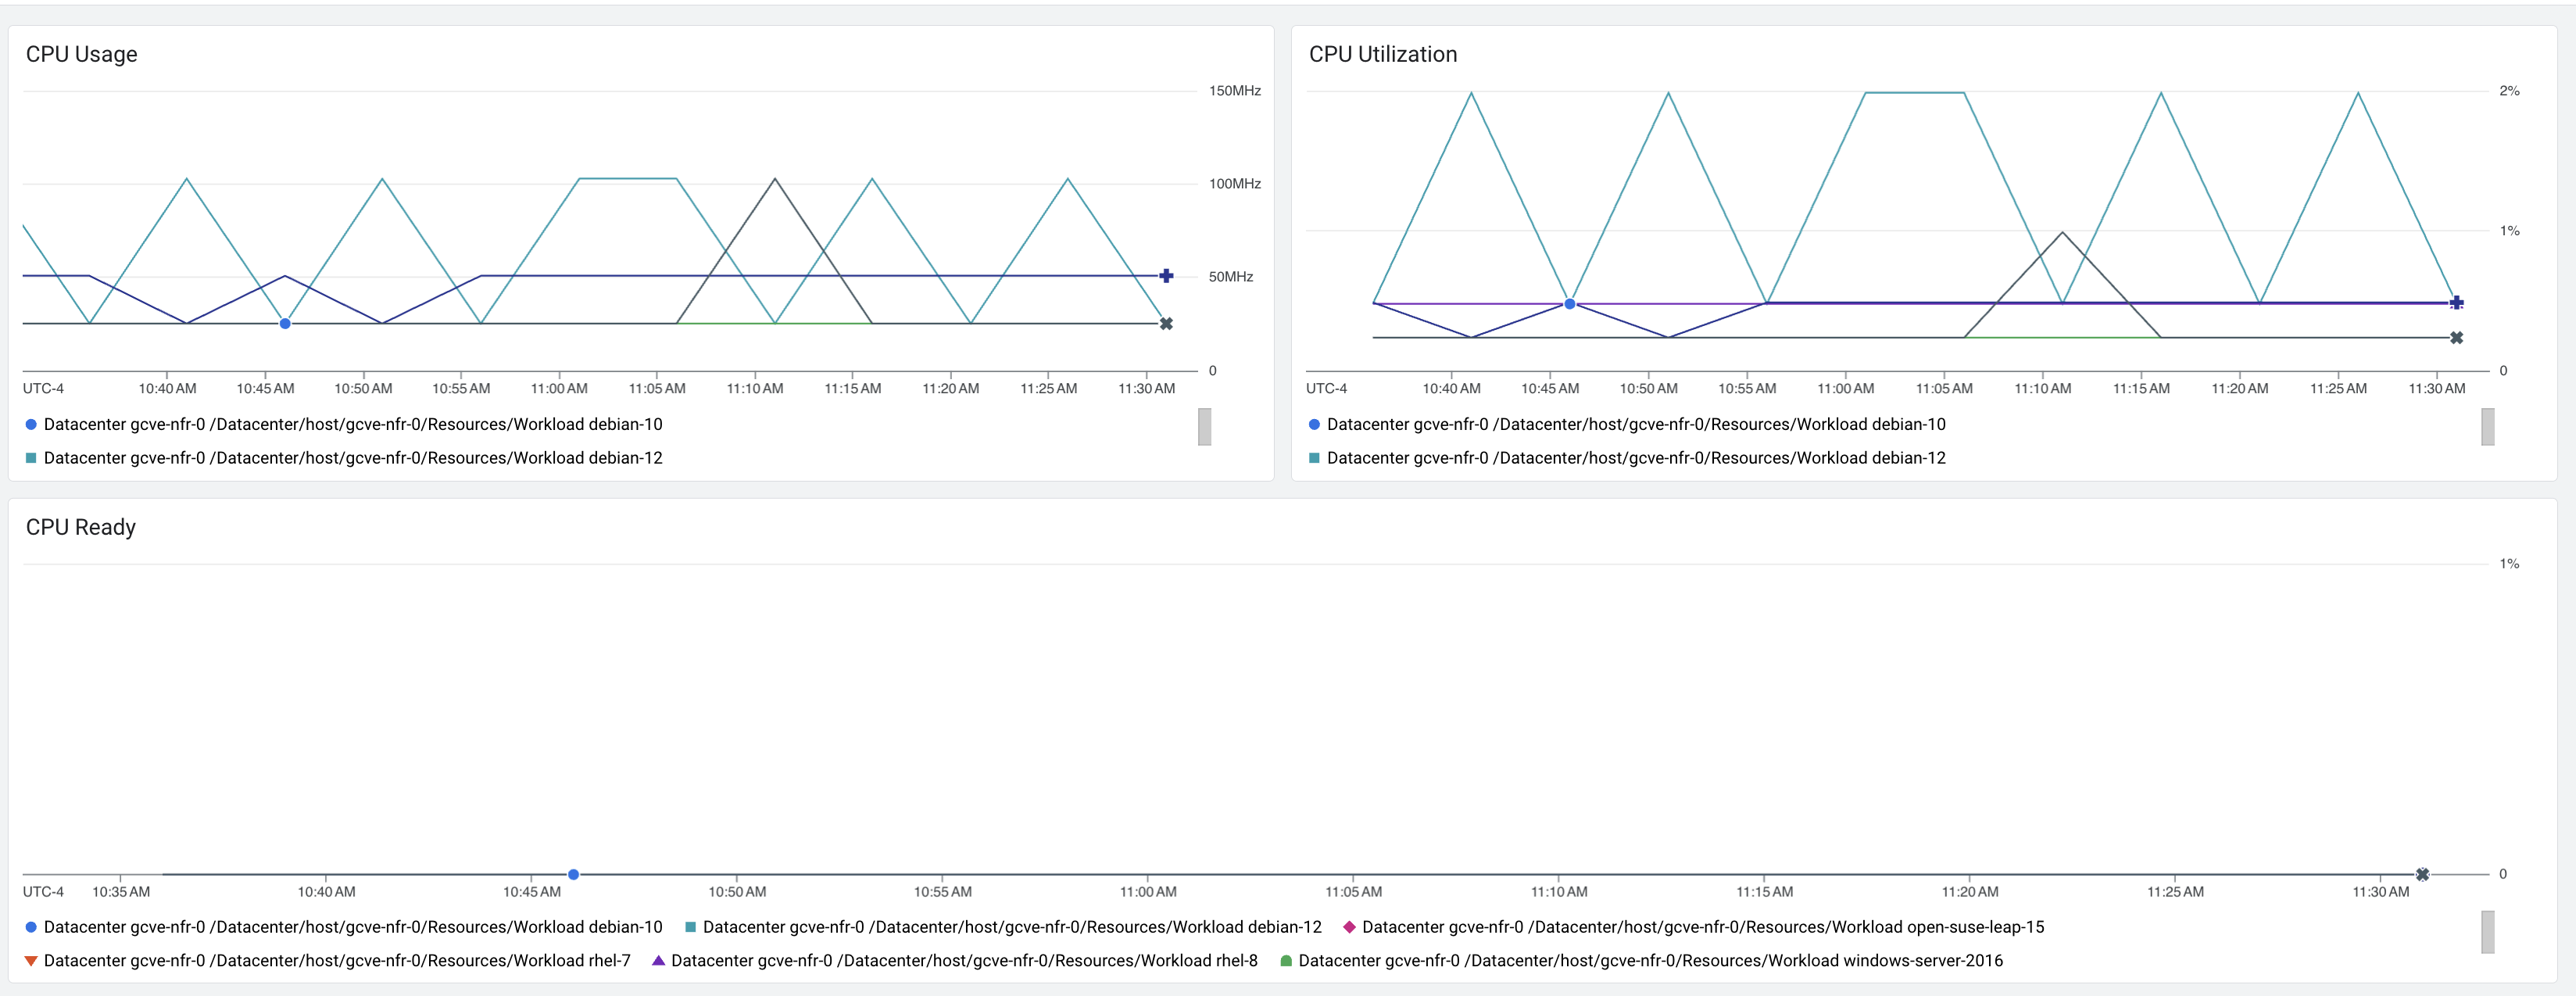 CPU Usage
150MHz
100MHz
50MHz
0
UTC-4 10:40 AM 10:45 AM 10:50 AM 10:55 AM 11:00 AM 11:05 AM 11:10 AM 11:15 AM 11:20 AM 11:25 AM 11:30 AM
Datacenter gcve-nfr-0 /Datacenter/host/gcve-nfr-0/Resources/Workload debian-10
Datacenter gcve-nfr-0 /Datacenter/host/gcve-nfr-0/Resources/Workload debian-12
CPU Utilization
2%
1%
0
UTC-4 10:40 AM 10:45 AM 10:50 AM 10:55 AM 11:00 AM 11:05 AM 11:10 AM 11:15 AM 11:20 AM 11:25 AM 11:30 AM
Datacenter gcve-nfr-0 /Datacenter/host/gcve-nfr-0/Resources/Workload debian-10
Datacenter gcve-nfr-0 /Datacenter/host/gcve-nfr-0/Resources/Workload debian-12
CPU Ready
1%
0
UTC-4 10:35 AM 10:40 AM 10:45 AM 10:50 AM 10:55 AM 11:00 AM 11:05 AM 11:10 AM 11:15 AM 11:20 AM 11:25 AM 11:30 AM
Datacenter gcve-nfr-0 /Datacenter/host/gcve-nfr-0/Resources/Workload debian-10 Datacenter gcve-nfr-0 /Datacenter/host/gcve-nfr-0/Resources/Workload debian-12 Datacenter gcve-nfr-0 /Datacenter/host/gcve-nfr-0/Resources/Workload open-suse-leap-15
Datacenter gcve-nfr-0 /Datacenter/host/gcve-nfr-0/Resources/Workload rhel-7 Datacenter gcve-nfr-0 /Datacenter/host/gcve-nfr-0/Resources/Workload rhel-8 Datacenter gcve-nfr-0 /Datacenter/host/gcve-nfr-0/Resources/Workload windows-server-2016